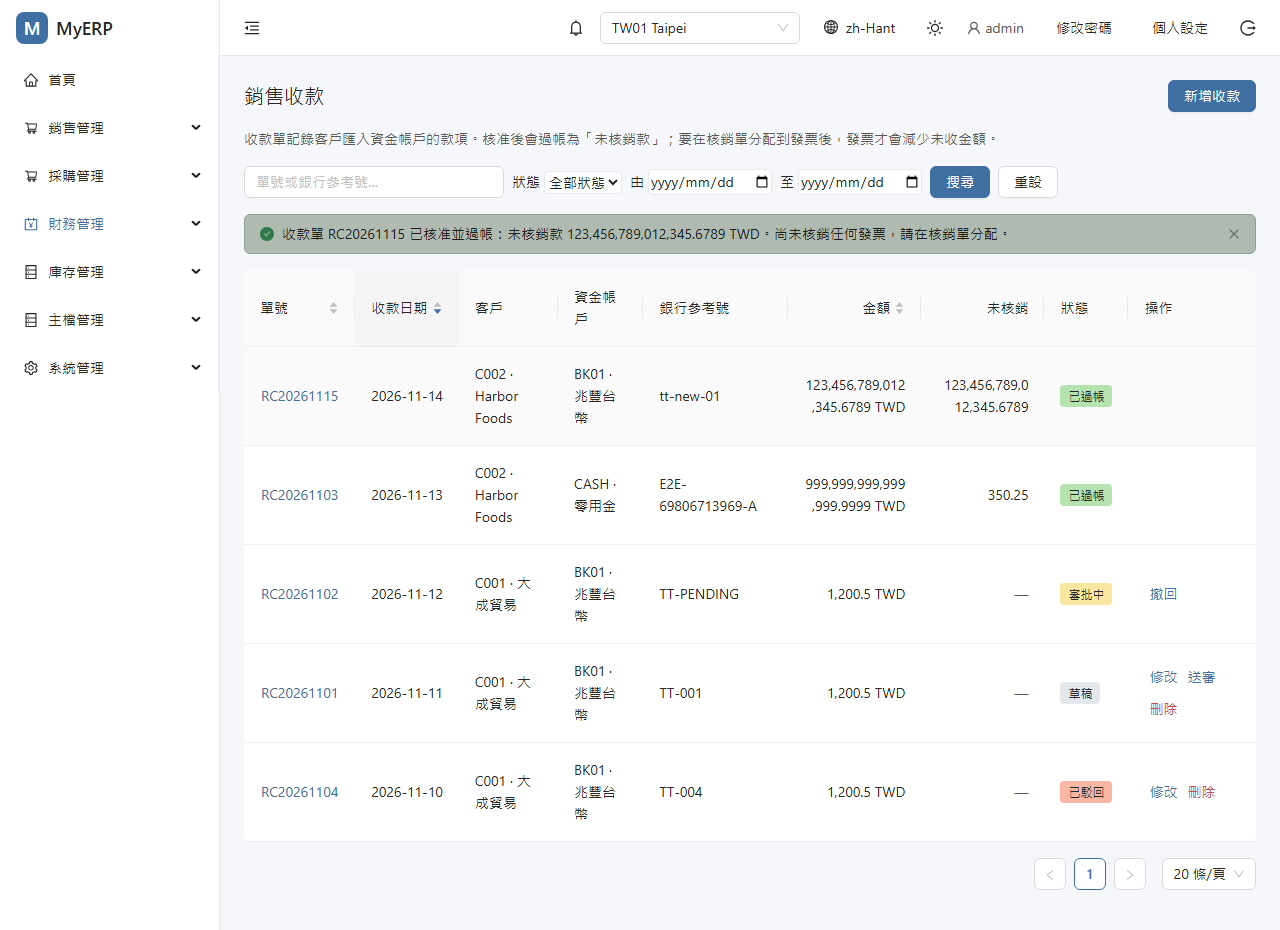 M MyERP
TW01 Taipei
zh-Hant
admin
修改密碼
個人設定
首頁
銷售管理
採購管理
財務管理
庫存管理
主檔管理
系統管理
銷售收款
新增收款
收款單記錄客戶匯入資金帳戶的款項。核准後會過帳為「未核銷款」；要在核銷單分配到發票後，發票才會減少未收金額。
單號或銀行參考號... 狀態 全部狀態 由 yyyy/mm/dd 至 yyyy/mm/dd 搜尋 重設
收款單 RC20261115 已核准並過帳：未核銷款 123,456,789,012,345.6789 TWD。尚未核銷任何發票，請在核銷單分配。
單號 收款日期 客戶 資金帳
戶 銀行參考號 金額 未核銷 狀態 操作
RC20261115 2026-11-14 C002 ·
Harbor
Foods
BK01 ·
兆豐台
幣
tt-new-01
123,456,789,012
,345.6789 TWD
123,456,789,0
12,345.6789
已過帳
RC20261103 2026-11-13 C002 ·
Harbor
Foods
CASH ·
零用金
E2E-
69806713969-A
999,999,999,999
,999.9999 TWD
350.25
已過帳
RC20261102 2026-11-12 C001 · 大
成貿易
BK01 ·
兆豐台
幣
TT-PENDING
1,200.5 TWD
—
審批中
撤回
RC20261101 2026-11-11 C001 · 大
成貿易
BK01 ·
兆豐台
幣
TT-001
1,200.5 TWD
—
草稿
修改 送審
刪除
RC20261104 2026-11-10 C001 · 大
成貿易
BK01 ·
兆豐台
幣
TT-004
1,200.5 TWD
—
已駁回
修改 刪除
< 1 > 20 條/頁